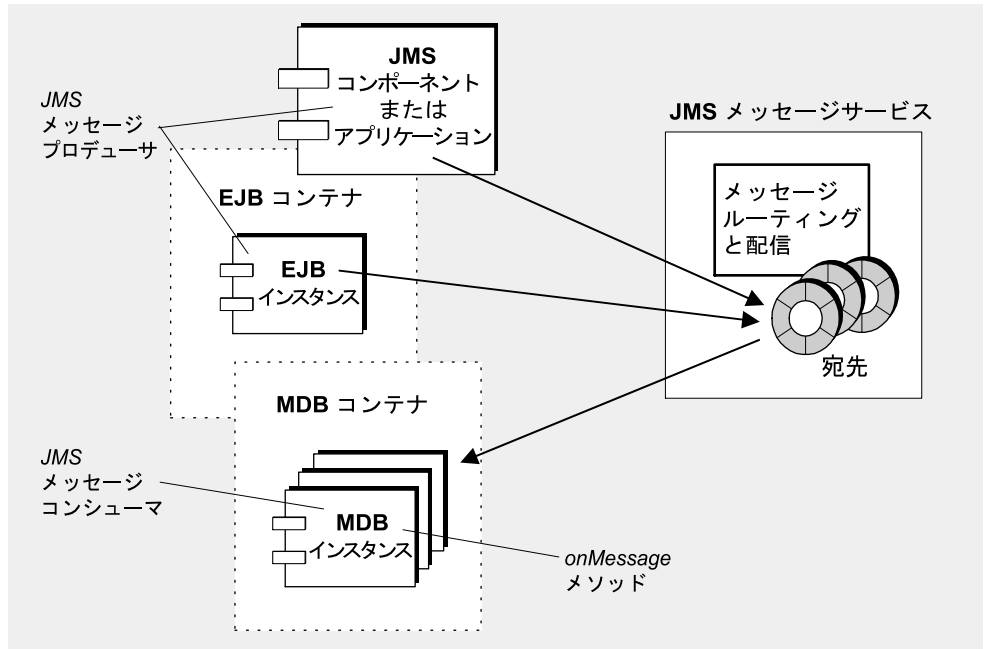 JMS
コンポーネント
または
アプリケーション
JMS
メッセージ
プロデューサ
JMS メッセージサービス
メッセージ
ルーティング
と配信
宛先
EJB コンテナ
EJB
インスタンス
MDB コンテナ
JMS
メッセージ
コンシューマ
MDB
インスタンス
onMessage
メソッド